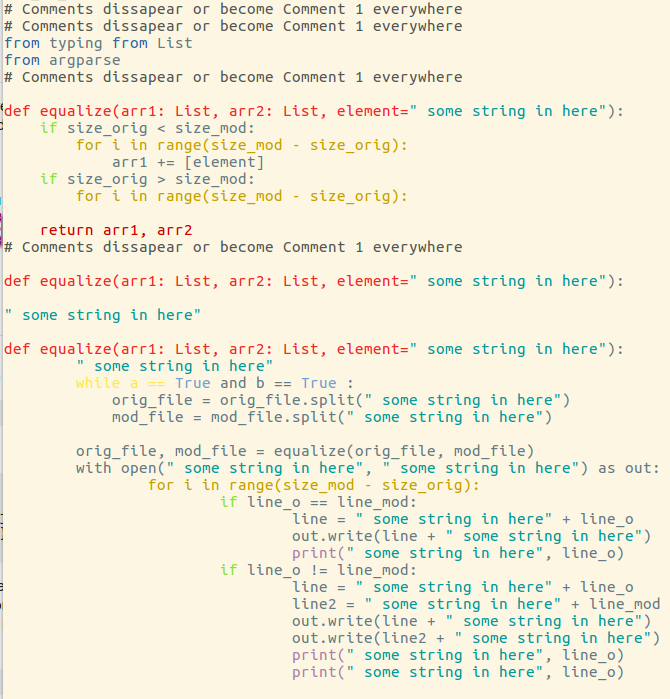 # Comments dissapear or become Comment 1 everywhere
# Comments dissapear or become Comment 1 everywhere
from typing from List
from argparse
# Comments dissapear or become Comment 1 everywhere
def equalize(arr1: List, arr2: List, element=" some string in here"):
if size_orig < size_mod:
for i in range(size_mod - size_orig):
arr1 += [element]
if size_orig > size_mod:
for i in range(size_mod - size_orig):
return arr1, arr2
# Comments dissapear or become Comment 1 everywhere
def equalize(arr1: List, arr2: List, element=" some string in here"):
" some string in here"
def equalize(arr1: List, arr2: List, element=" some string in here"):
" some string in here"
while a == True and b == True :
orig_file = orig_file.split(" some string in here")
mod_file = mod_file.split(" some string in here")
orig_file, mod_file = equalize(orig_file, mod_file)
with open(" some string in here", " some string in here") as out:
for i in range(size_mod - size_orig):
if line_o == line_mod:
line = " some string in here" + line_o
out.write(line + " some string in here")
print(" some string in here", line_o)
if line_o != line_mod:
line = " some string in here" + line_o
line2 = " some string in here" + line_mod
out.write(line + " some string in here")
out.write(line2 + " some string in here")
print(" some string in here", line_o)
print(" some string in here", line_o)